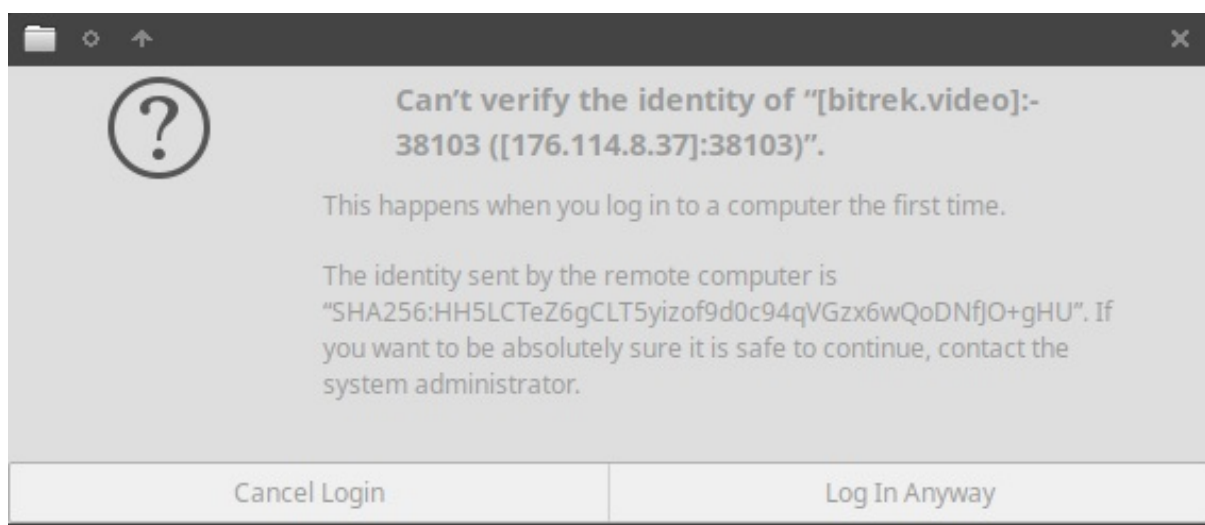 Can’t verify the identity of “[bitrek.video]:-
38103 ([176.114.8.37]:38103)”.
This happens when you log in to a computer the first time.
The identity sent by the remote computer is
“SHA256:HH5LCTeZ6gCLT5yizof9d0c94qVGzx6wQoDNfJO+gHU”. If
you want to be absolutely sure it is safe to continue, contact the
system administrator.
Cancel Login
Log In Anyway